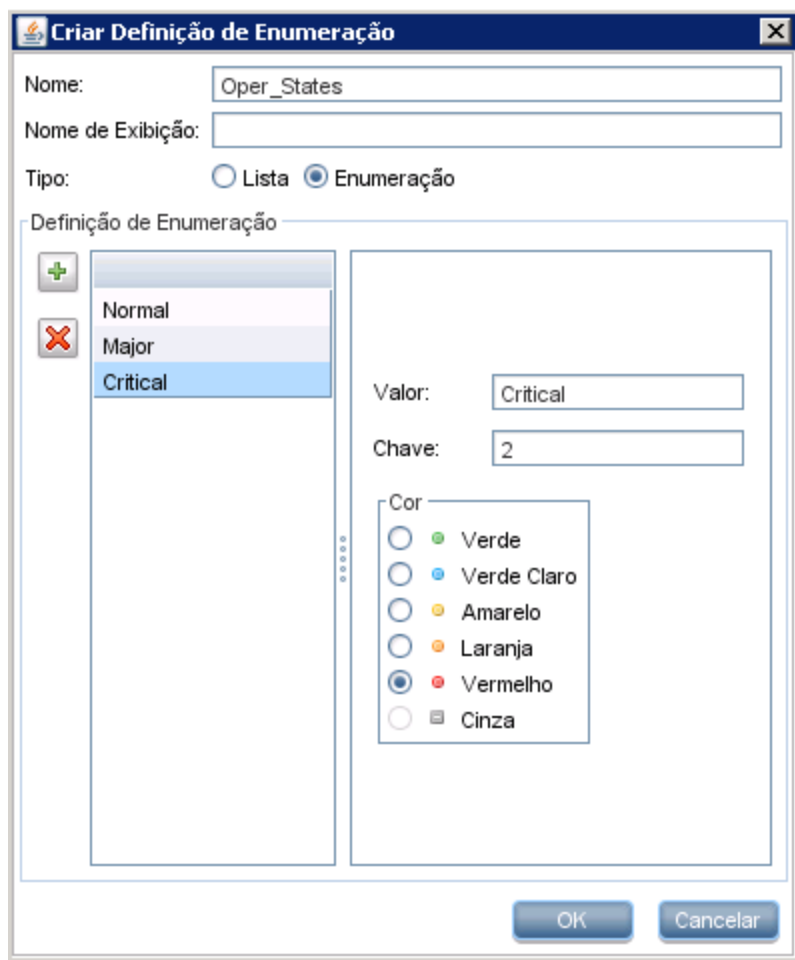 Criar Definição de Enumeração
Nome: Oper_States
Nome de Exibição:
Tipo: Lista Enumeração
Definição de Enumeração
Normal
Major
Critical
Valor: Critical
Chave: 2
Cor
Verde
Verde Claro
Amarelo
Laranja
Vermelho
Cinza
OK Cancelar